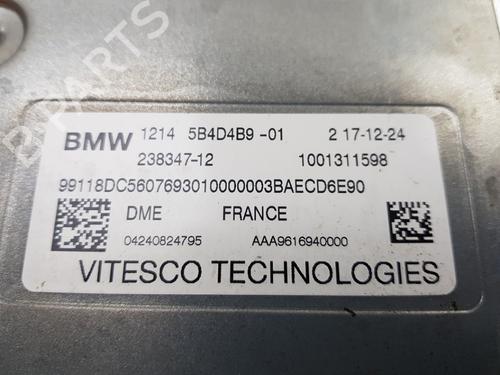 BMW 1214 5B4D4B9 -01 2 17-12-24
238347-12 1001311598
99118DC5607693010000003BAECD6E90
DME FRANCE
04240824795 AAA9616940000
VITESCO TECHNOLOGIES
B-PARTS